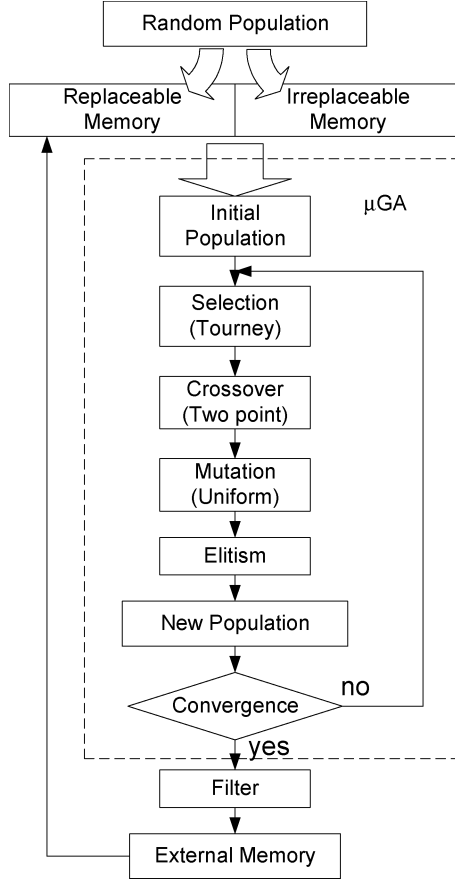 Random Population
Replaceable
Memory
Irreplaceable
Memory
μGA
Initial
Population
Selection
(Tourney)
Crossover
(Two point)
Mutation
(Uniform)
Elitism
New Population
Convergence
no
yes
Filter
External Memory